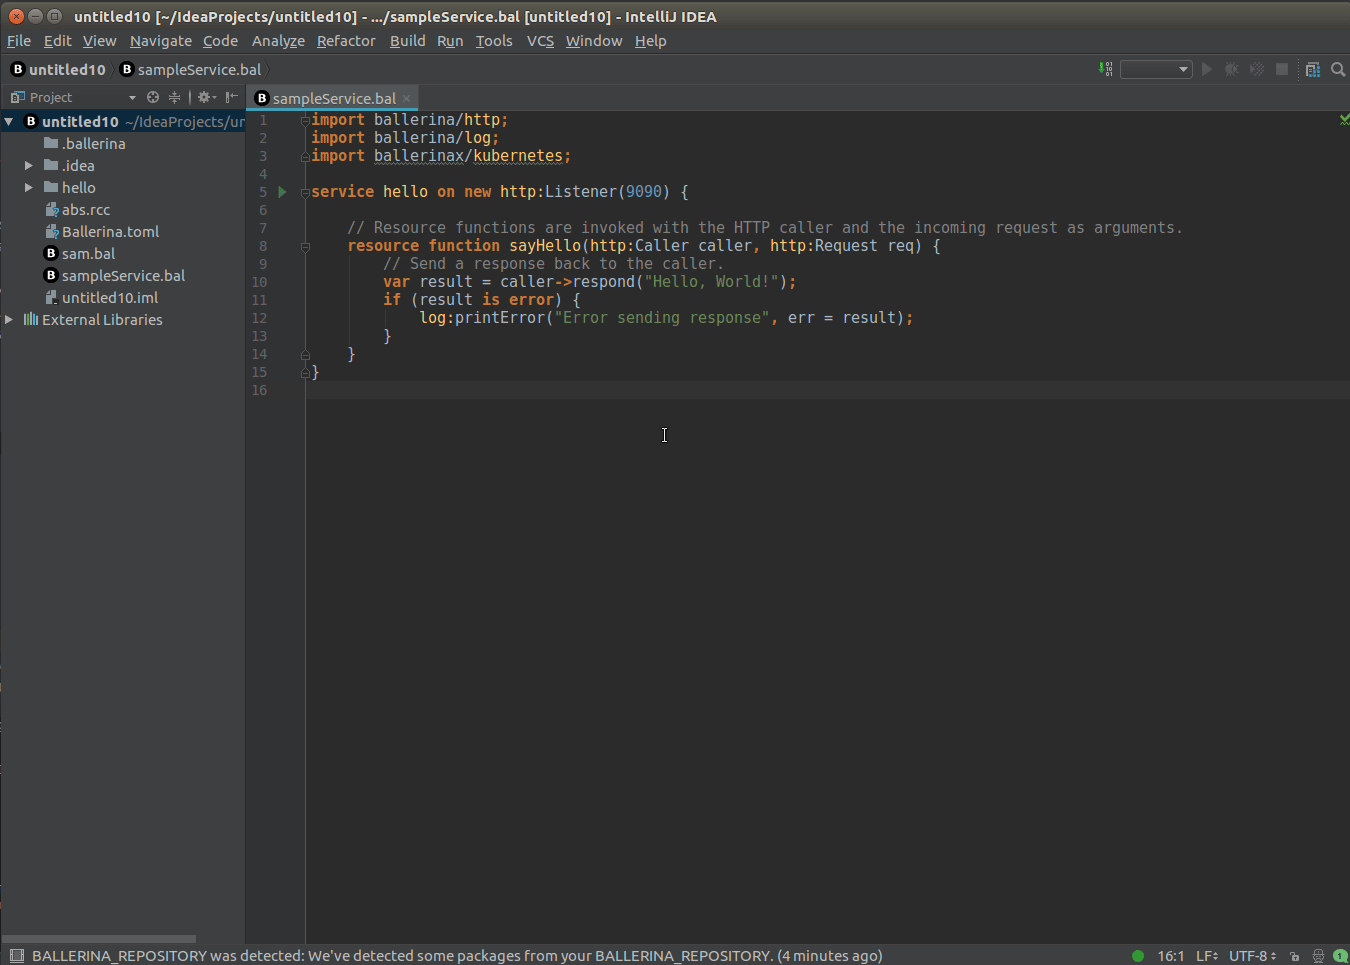 untitled10 [~/IdeaProjects/untitled10] - .../sampleService.bal [untitled10] - IntelliJ IDEA
File Edit View Navigate Code Analyze Refactor Build Run Tools VCS Window Help
B untitled10 B sampleService.bal
Project
B sampleService.bal
B untitled10 ~/IdeaProjects/ur
.ballerina
.idea
hello
abs.rcc
Ballerina.toml
B sam.bal
B sampleService.bal
untitled10.iml
External Libraries
1 import ballerina/http;
2 import ballerina/log;
3 import ballerinax/kubernetes;
4
5 service hello on new http:Listener(9090) {
6
7 // Resource functions are invoked with the HTTP caller and the incoming request as arguments.
8 resource function sayHello(http:Caller caller, http:Request req) {
9 // Send a response back to the caller.
10 var result = caller->respond("Hello, World!");
11 if (result is error) {
12 log:printError("Error sending response", err = result);
13 }
14 }
15 }
16
BALLERINA_REPOSITORY was detected: We've detected some packages from your BALLERINA_REPOSITORY. (4 minutes ago) 16:1 LF UTF-8 1